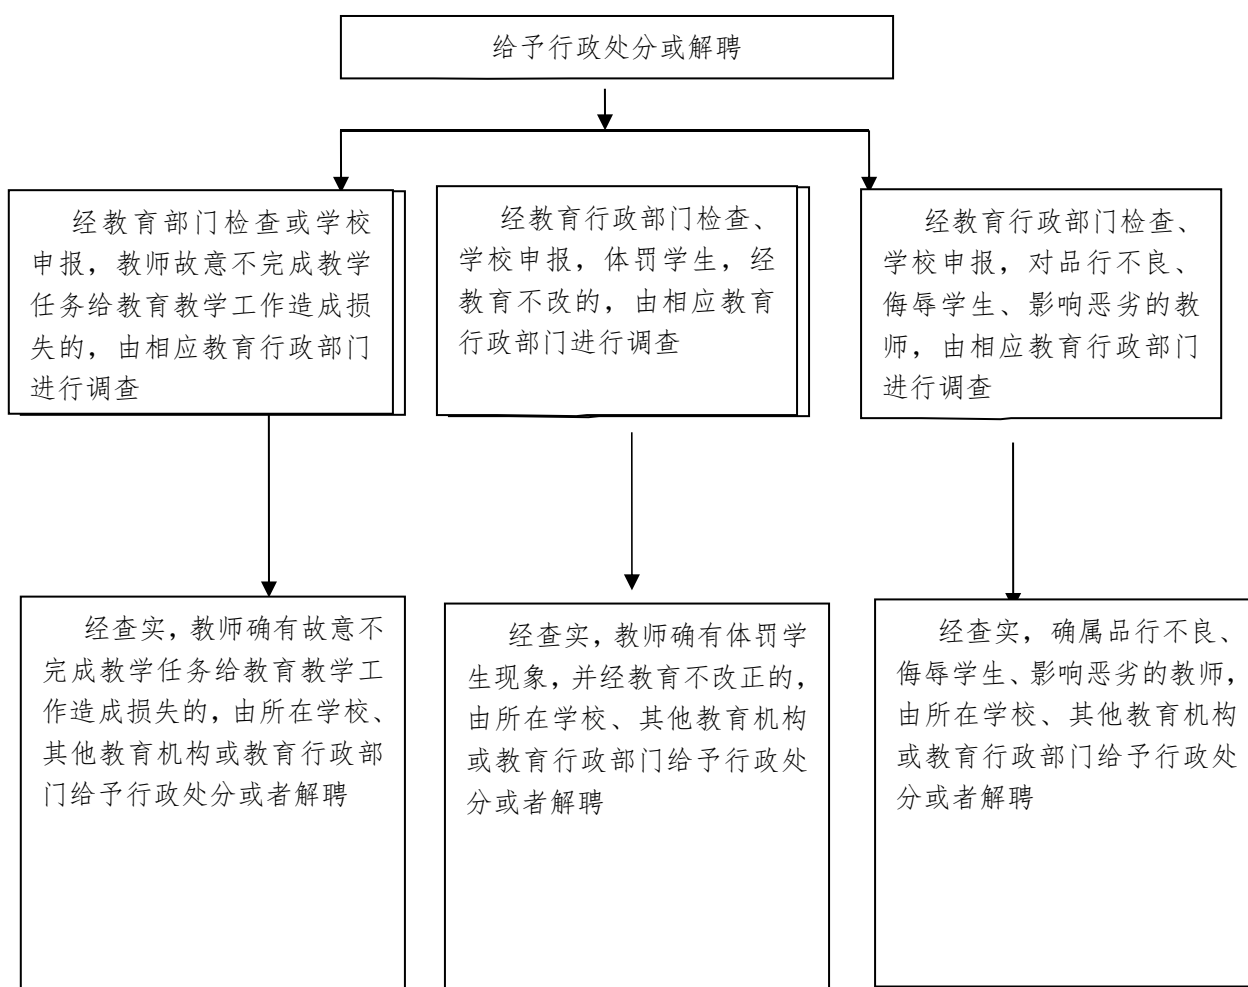 给予行政处分或解聘
经教育部门检查或学校
申报，教师故意不完成教学
任务给教育教学工作造成损
失的，由相应教育行政部门
进行调查
经教育行政部门检查、
学校申报，体罚学生，经
教育不改的，由相应教育
行政部门进行调查
经教育行政部门检查、
学校申报，对品行不良、
侮辱学生、影响恶劣的教
师，由相应教育行政部门
进行调查
经查实，教师确有故意不
完成教学任务给教育教学工
作造成损失的，由所在学校、
其他教育机构或教育行政部
门给予行政处分或者解聘
经查实，教师确有体罚学
生现象，并经教育不改正的，
由所在学校、其他教育机构
或教育行政部门给予行政处
分或者解聘
经查实，确属品行不良、
侮辱学生、影响恶劣的教师，
由所在学校、其他教育机构
或教育行政部门给予行政处
分或者解聘